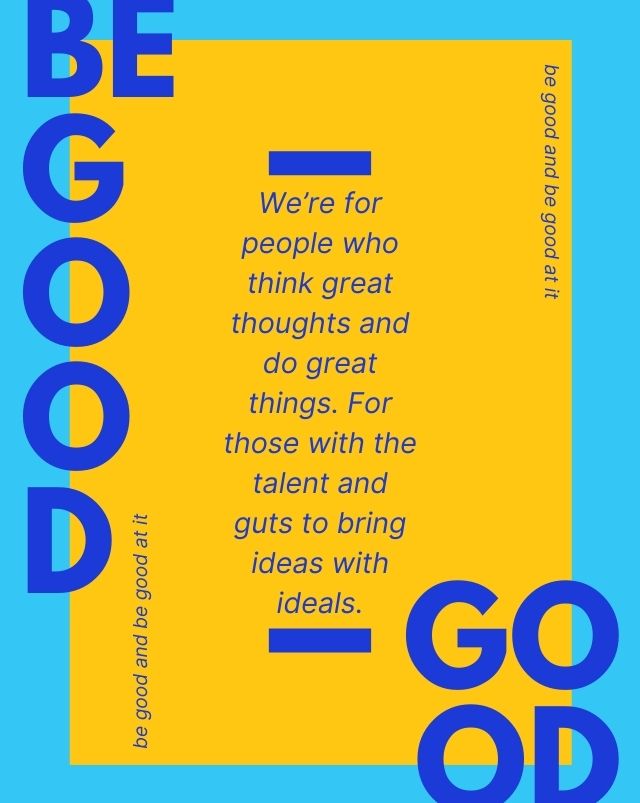 BE
G
O
O
D
be good and be good at it
We’re for
people who
think great
thoughts and
do great
things. For
those with the
talent and
guts to bring
ideas with
ideals.
be good and be good at it
GO
OD